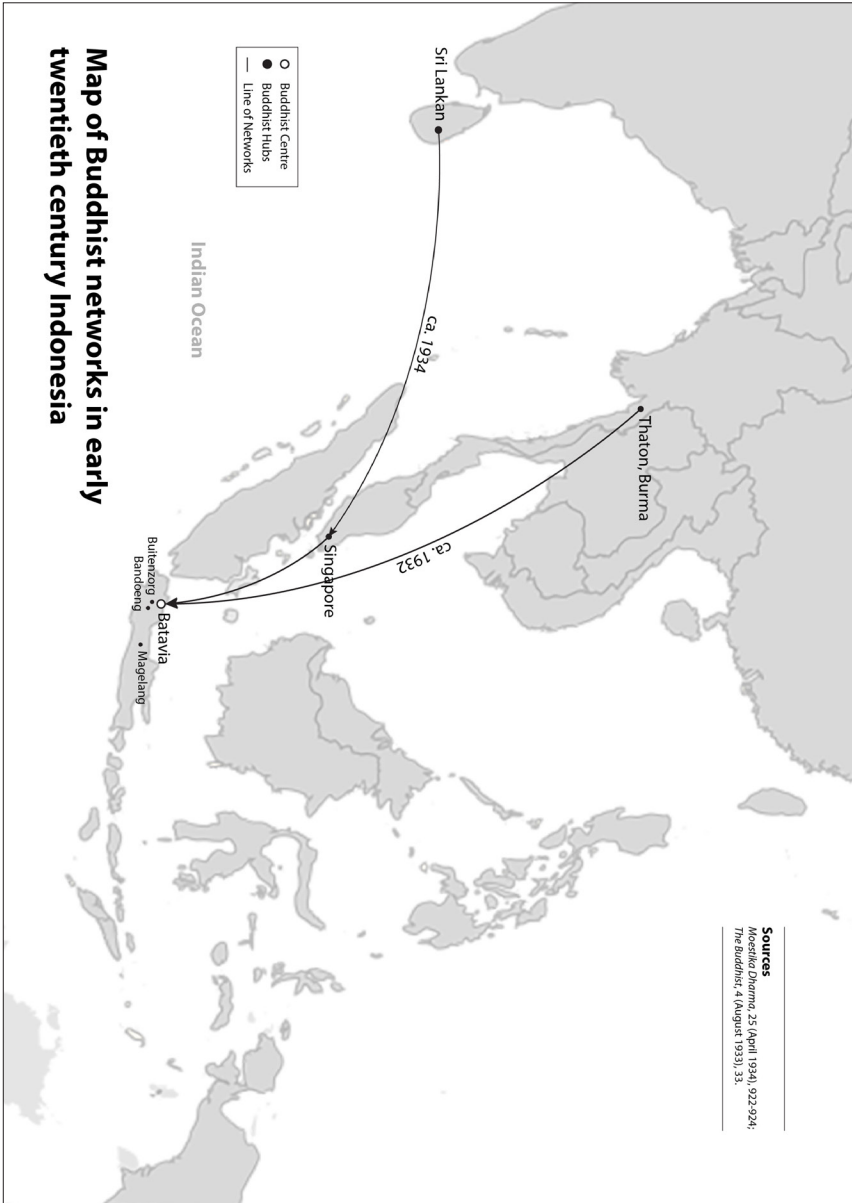 Sources
Moestika Dharma, 25 (April 1934), 922-924;
The Buddhist, 4 (August 1933), 33.
Thaton, Burma
Sri Lankan
ca. 1934
ca. 1932
Singapore
Buddhist Centre
Buddhist Hubs
Line of Networks
Indian Ocean
Batavia
Buitenzorg
Bandoeng
Magelang
Map of Buddhist networks in early
twentieth century Indonesia